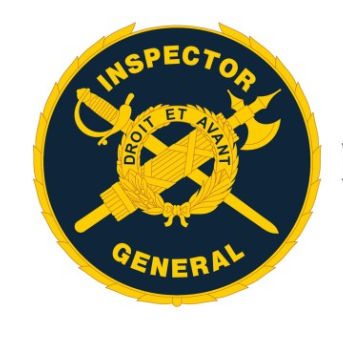 INSPECTOR
DROIT ET AVANT
GENERAL